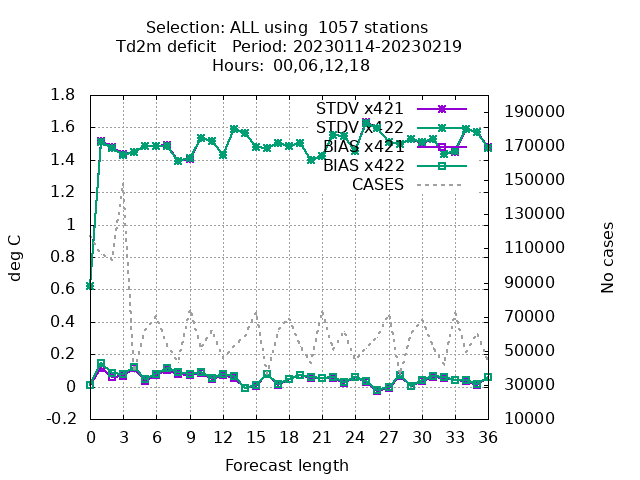 Selection: ALL using  1057 stations
Td2m deficit   Period: 20230114-20230219
Hours:  00,06,12,18
STDV x421
STDV x422
BIAS x421
BIAS x422
CASES
1.8
1.6
1.4
1.2
1
0.8
0.6
0.4
0.2
0
-0.2
190000
170000
150000
130000
110000
90000
70000
50000
30000
10000
deg C
No cases
0 3 6 9 12 15 18 21 24 27 30 33 36
Forecast length